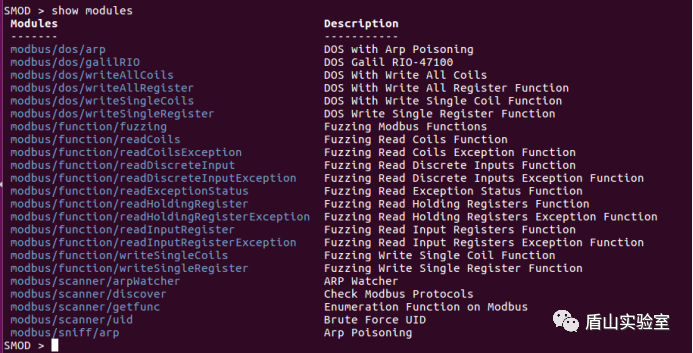 SMOD > show modules
Modules Description
------- -----------
modbus/dos/arp DOS with Arp Poisoning
modbus/dos/galilRIO DOS Galil RIO-47100
modbus/dos/writeAllCoils DOS With Write All Coils
modbus/dos/writeAllRegister DOS With Write All Register Function
modbus/dos/writeSingleCoils DOS With Write Single Coil Function
modbus/dos/writeSingleRegister DOS Write Single Register Function
modbus/function/fuzzing Fuzzing Modbus Functions
modbus/function/readCoils Fuzzing Read Coils Function
modbus/function/readCoilsException Fuzzing Read Coils Exception Function
modbus/function/readDiscreteInput Fuzzing Read Discrete Inputs Function
modbus/function/readDiscreteInputException Fuzzing Read Discrete Inputs Exception Function
modbus/function/readExceptionStatus Fuzzing Read Exception Status Function
modbus/function/readHoldingRegister Fuzzing Read Holding Registers Function
modbus/function/readHoldingRegisterException Fuzzing Read Holding Registers Exception Function
modbus/function/readInputRegister Fuzzing Read Input Registers Function
modbus/function/readInputRegisterException Fuzzing Read Input Registers Exception Function
modbus/function/writeSingleCoils Fuzzing Write Single Coil Function
modbus/function/writeSingleRegister Fuzzing Write Single Register Function
modbus/scanner/arpWatcher ARP Watcher
modbus/scanner/discover Check Modbus Protocols
modbus/scanner/getfunc Enumeration Function on Modbus
modbus/scanner/uid Brute Force UID
modbus/sniff/arp Arp Poisoning
SMOD >
盾山实验室